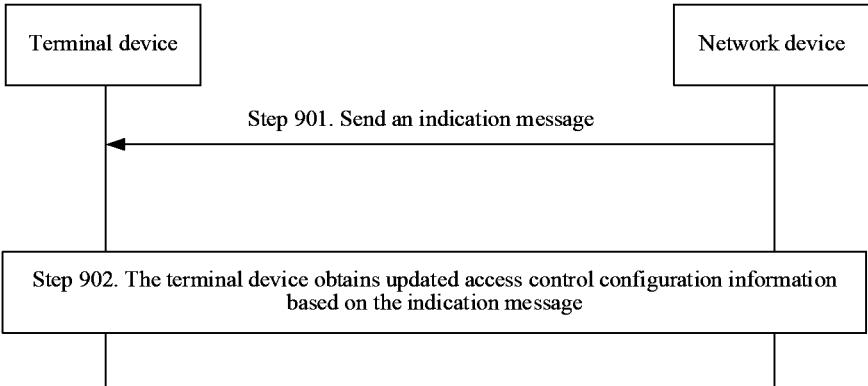 Terminal device
Network device
Step 901. Send an indication message
Step 902. The terminal device obtains updated access control configuration information
based on the indication message